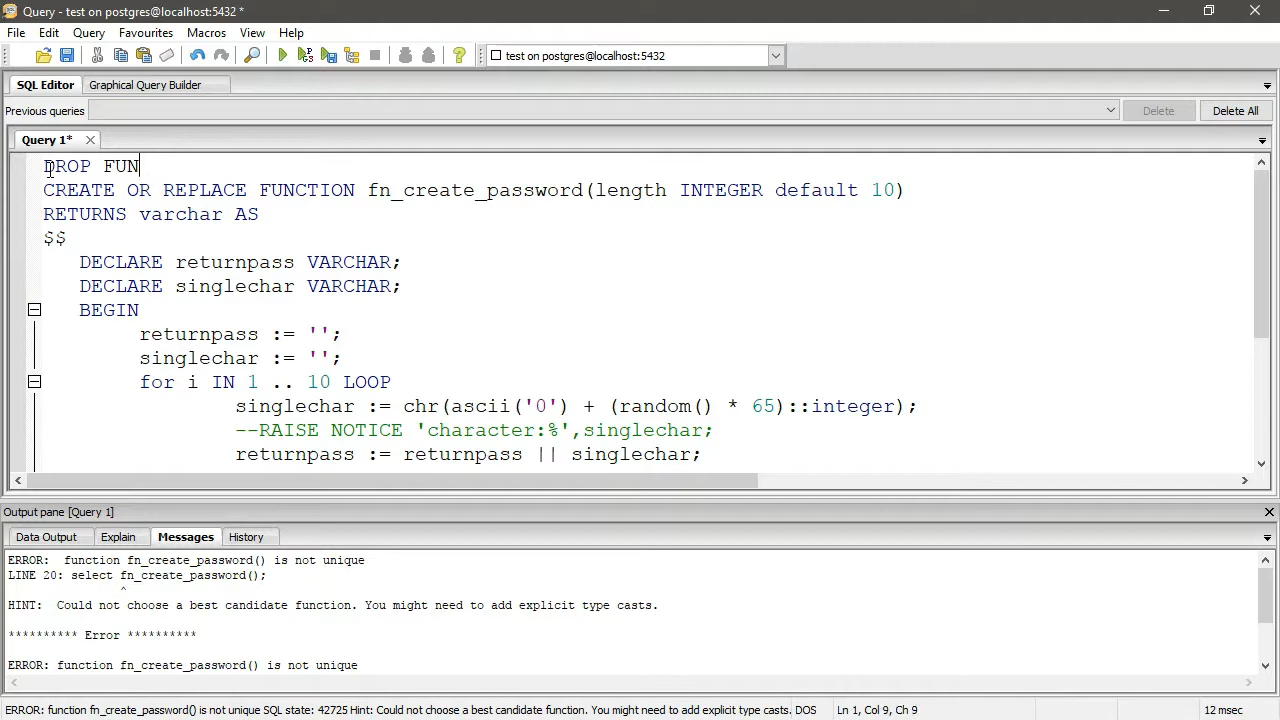 Query - test on postgres@localhost:5432 *
File Edit Query Favourites Macros View Help
test on postgres@localhost:5432
SQL Editor Graphical Query Builder
Previous queries Delete Delete All
Query 1*
DROP FUN
CREATE OR REPLACE FUNCTION fn_create_password(length INTEGER default 10)
RETURNS varchar AS
$$
DECLARE returnpass VARCHAR;
DECLARE singlechar VARCHAR;
BEGIN
returnpass := '';
singlechar := '';
for i IN 1 .. 10 LOOP
singlechar := chr(ascii('0') + (random() * 65)::integer);
--RAISE NOTICE 'character:%',singlechar;
returnpass := returnpass || singlechar;
Output pane [Query 1]
Data Output Explain Messages History
ERROR:  function fn_create_password() is not unique
LINE 20: select fn_create_password();
^
HINT:  Could not choose a best candidate function. You might need to add explicit type casts.
********** Error **********
ERROR: function fn_create_password() is not unique
ERROR: function fn_create_password() is not unique SQL state: 42725 Hint: Could not choose a best candidate function. You might need to add explicit type casts. DOS Ln 1, Col 9, Ch 9 12 msec